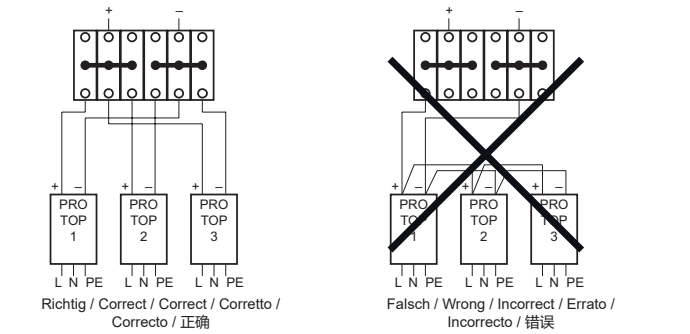 + –
+ –
+ – + – + –
PRO TOP 1
PRO TOP 2
PRO TOP 3
L N PE L N PE L N PE
Richtig / Correct / Correct / Corretto /
Correcto / 正确
+ – + – + –
PRO TOP 1
PRO TOP 2
PRO TOP 3
L N PE L N PE L N PE
Falsch / Wrong / Incorrect / Errato /
Incorrecto / 错误